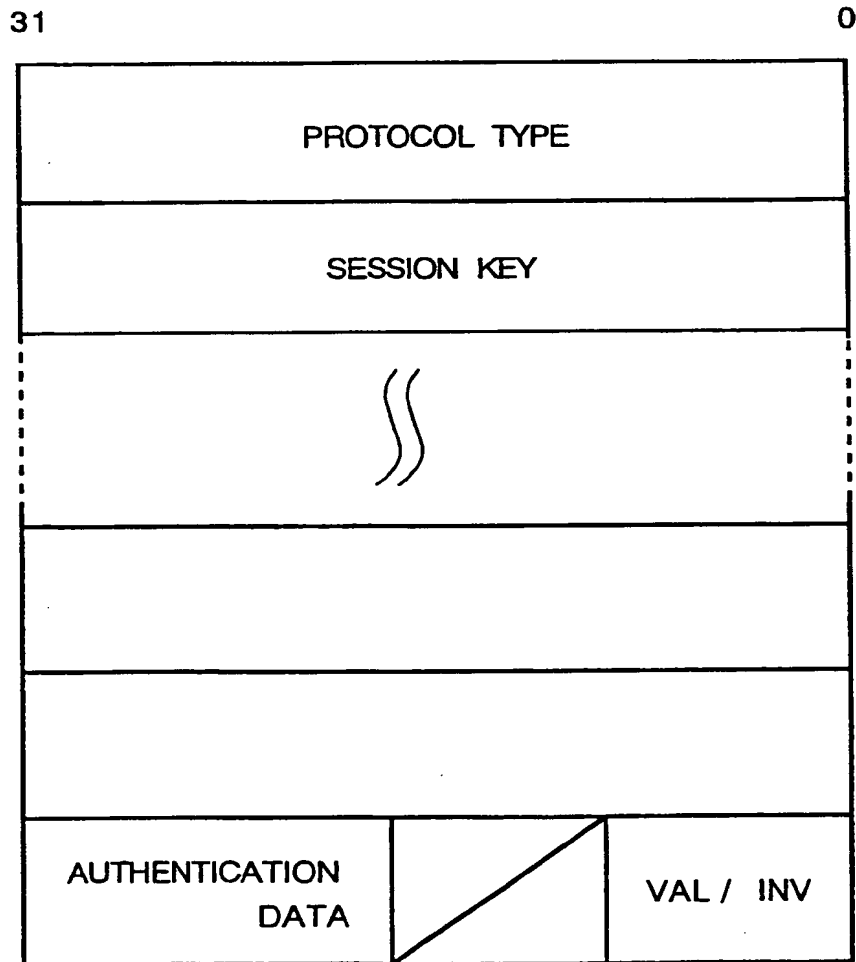 31 0
PROTOCOL TYPE
SESSION KEY
AUTHENTICATION
DATA
VAL / INV